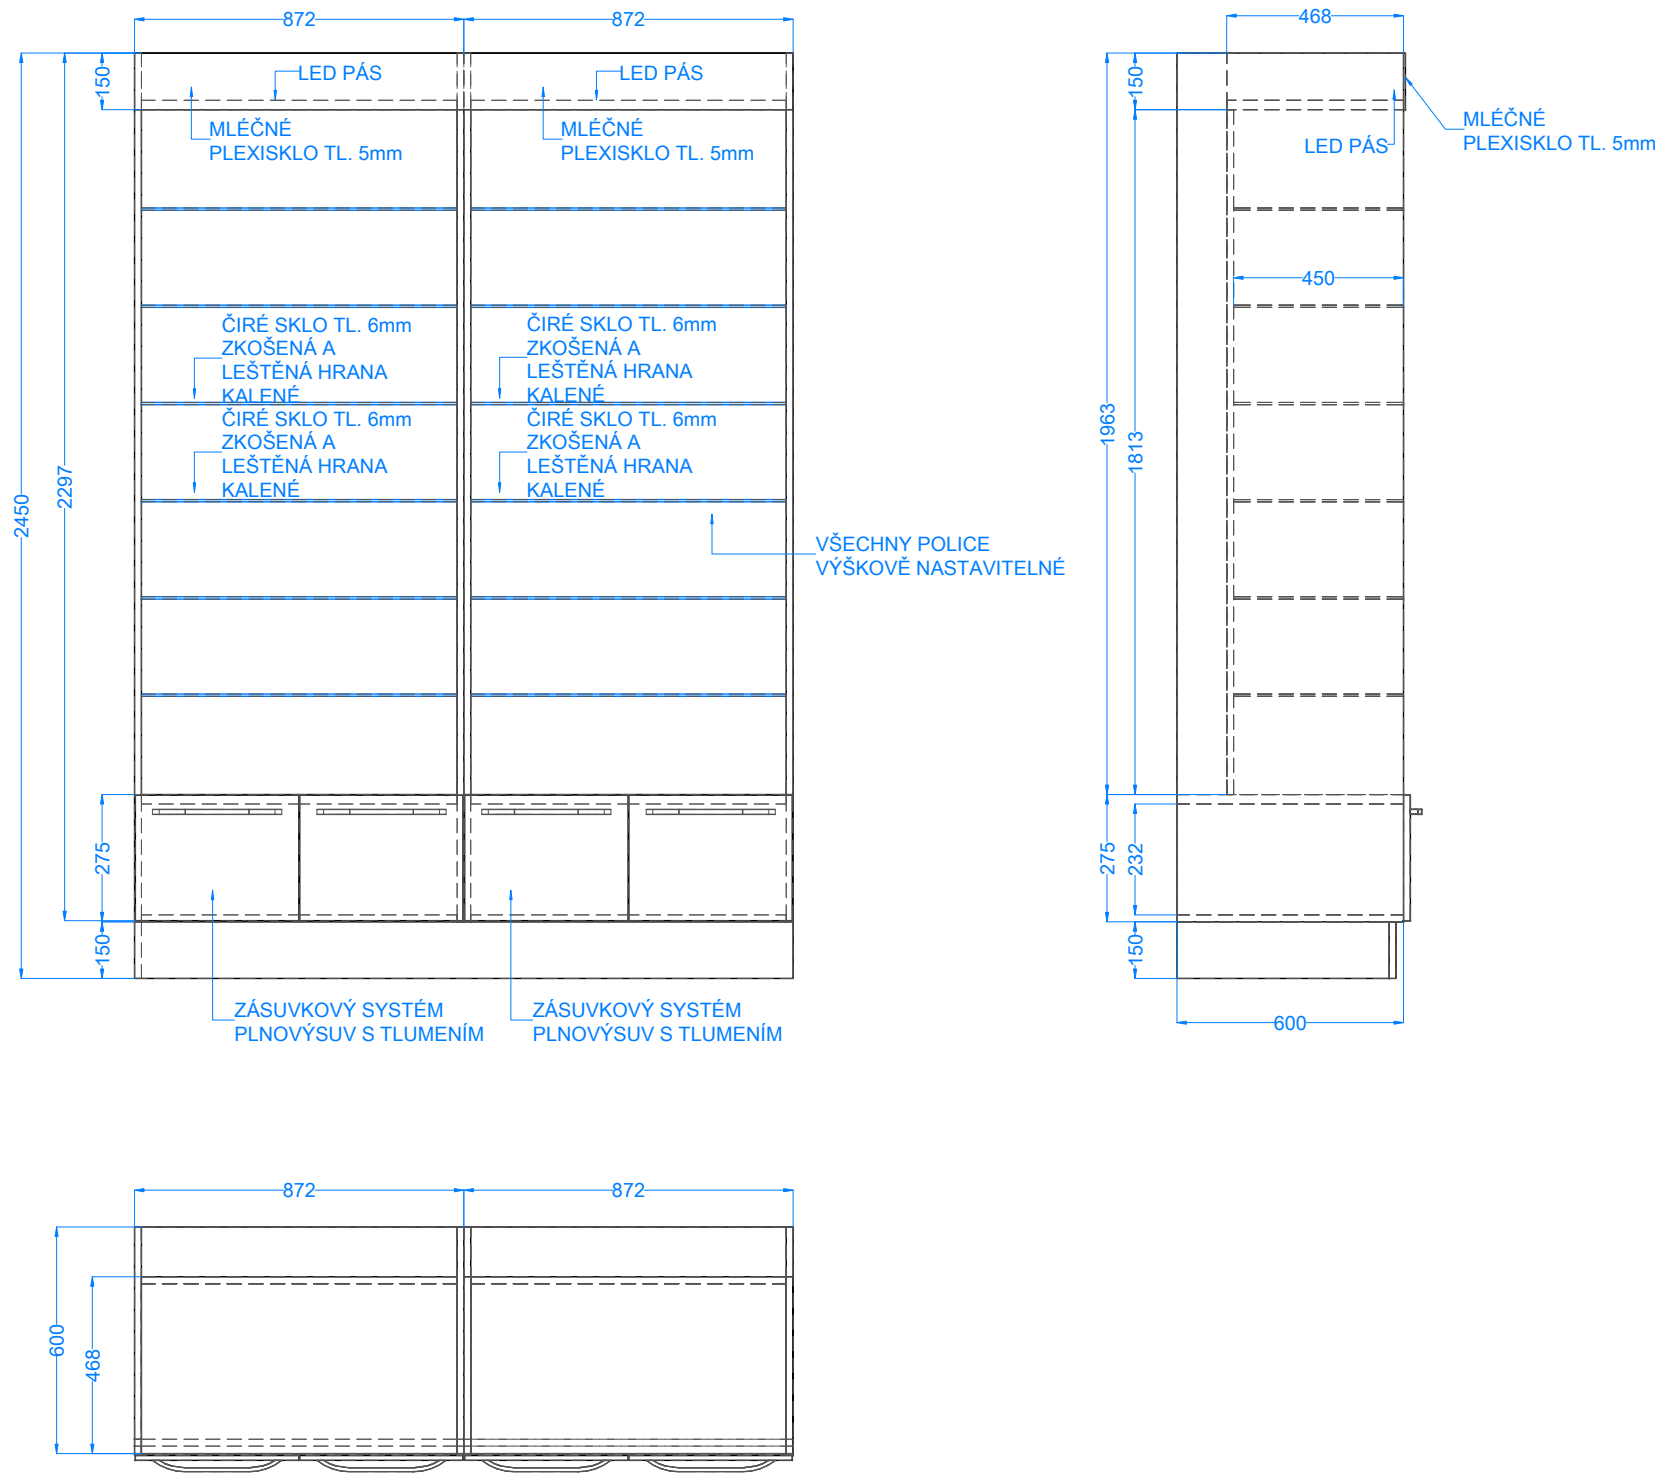 872
872
468
150
LED PÁS
LED PÁS
150
MLÉČNÉ
PLEXISKLO TL. 5mm
MLÉČNÉ
PLEXISKLO TL. 5mm
LED PÁS
MLÉČNÉ
PLEXISKLO TL. 5mm
450
ČIRÉ SKLO TL. 6mm
ZKOŠENÁ A
LEŠTĚNÁ HRANA
KALENÉ
ČIRÉ SKLO TL. 6mm
ZKOŠENÁ A
LEŠTĚNÁ HRANA
KALENÉ
ČIRÉ SKLO TL. 6mm
ZKOŠENÁ A
LEŠTĚNÁ HRANA
KALENÉ
ČIRÉ SKLO TL. 6mm
ZKOŠENÁ A
LEŠTĚNÁ HRANA
KALENÉ
2450
2297
1963
1813
VŠECHNY POLICE
VÝŠKOVĚ NASTAVITELNÉ
275
275
232
150
150
ZÁSUVKOVÝ SYSTÉM
PLNOVÝSUV S TLUMENÍM
ZÁSUVKOVÝ SYSTÉM
PLNOVÝSUV S TLUMENÍM
600
872
872
600
468